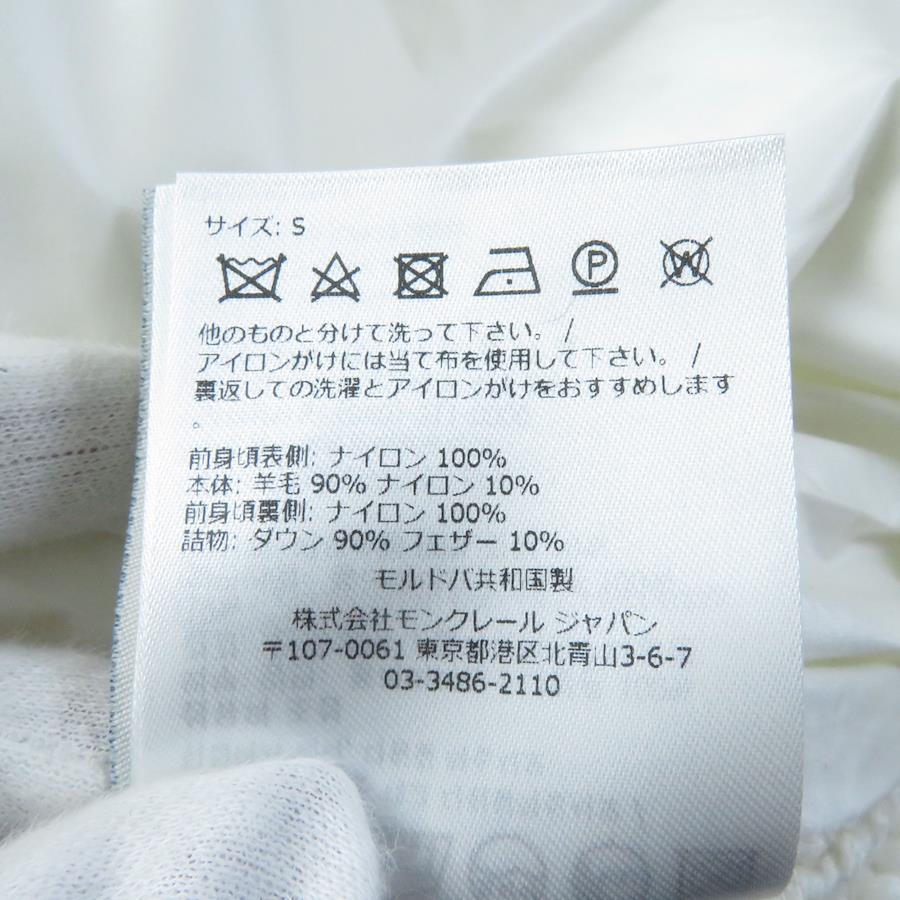 サイズ: S
P W
他のものと分けて洗って下さい。 /
アイロンがけには当て布を使用して下さい。 /
裏返しての洗濯とアイロンがけをおすすめします
。
前身頃表側: ナイロン 100%
本体: 羊毛 90% ナイロン 10%
前身頃裏側: ナイロン 100%
詰物: ダウン 90% フェザー 10%
モルドバ共和国製
株式会社モンクレール ジャパン
〒107-0061 東京都港区北青山3-6-7
03-3486-2110